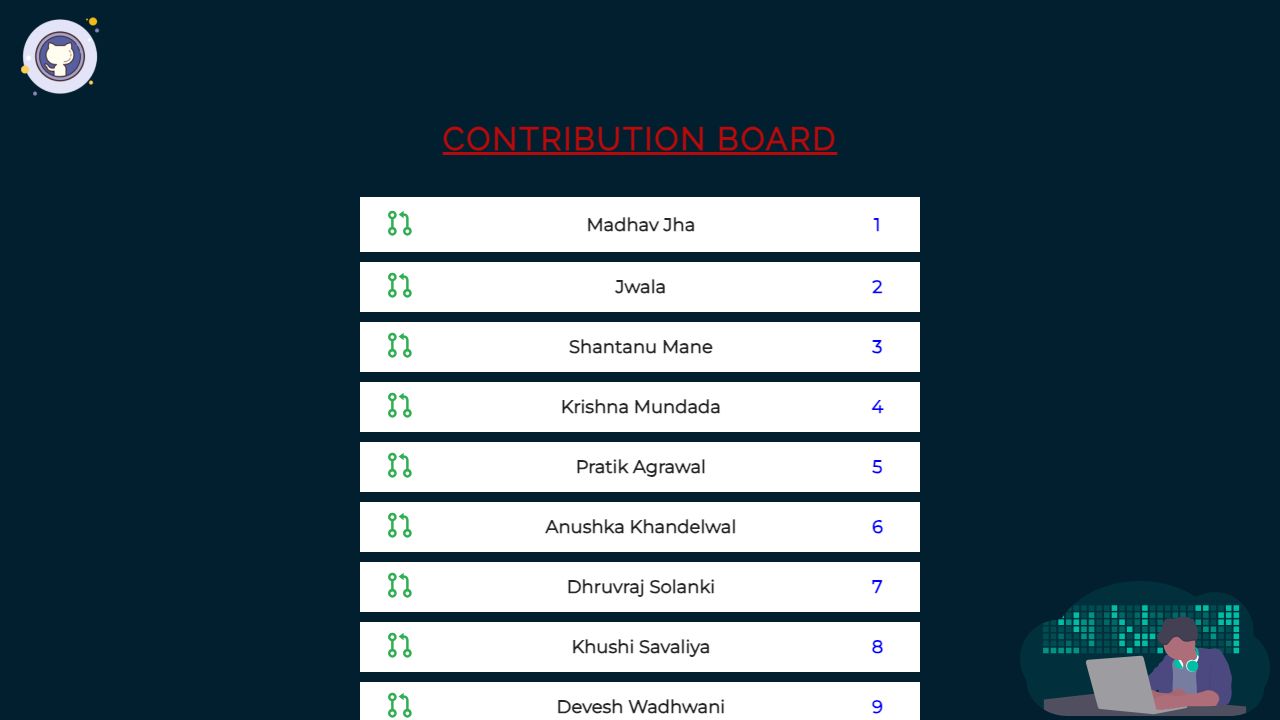 CONTRIBUTION BOARD
Madhav Jha 1
Jwala 2
Shantanu Mane 3
Krishna Mundada 4
Pratik Agrawal 5
Anushka Khandelwal 6
Dhruvraj Solanki 7
Khushi Savaliya 8
Devesh Wadhwani 9